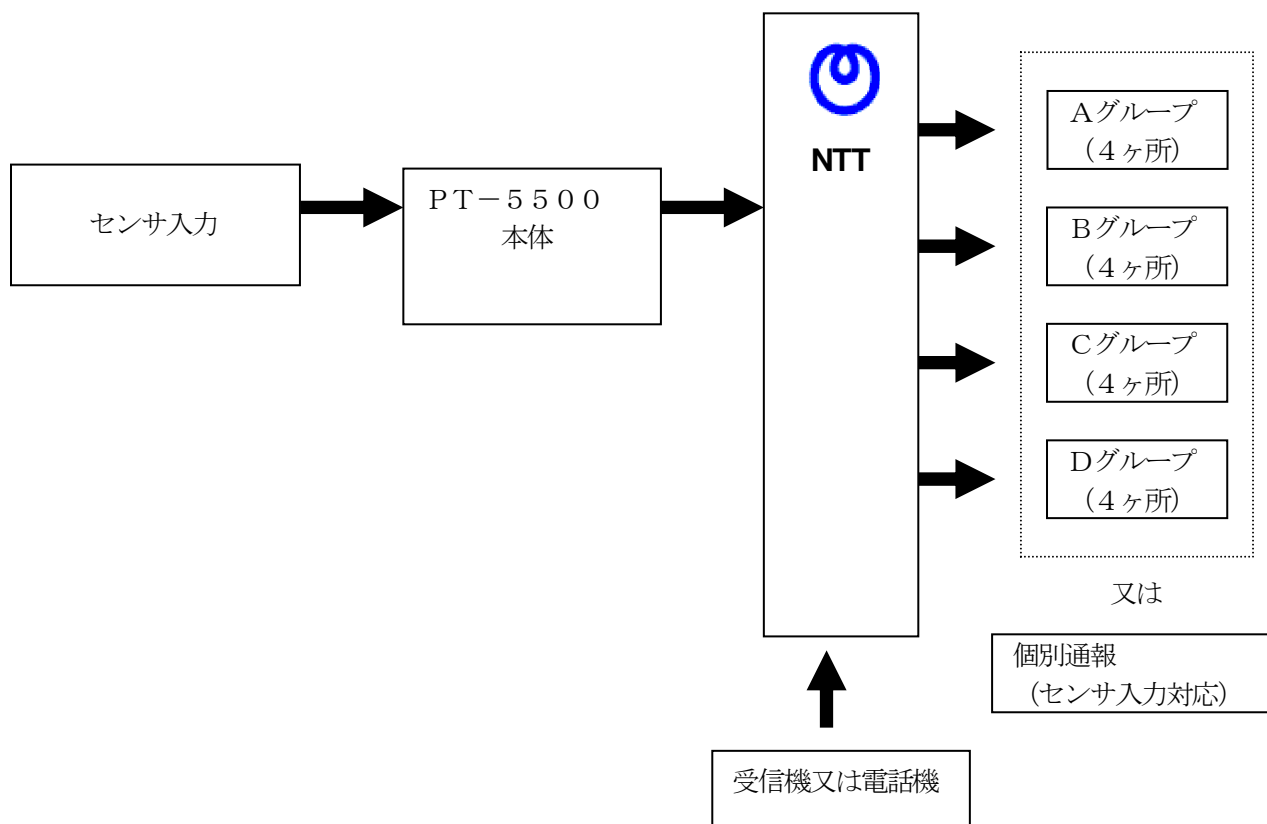 センサ入力
ＰＴ－５５００
本体
NTT
Ａグループ
（４ヶ所）
Ｂグループ
（４ヶ所）
Ｃグループ
（４ヶ所）
Ｄグループ
（４ヶ所）
又は
個別通報
（センサ入力対応）
受信機又は電話機